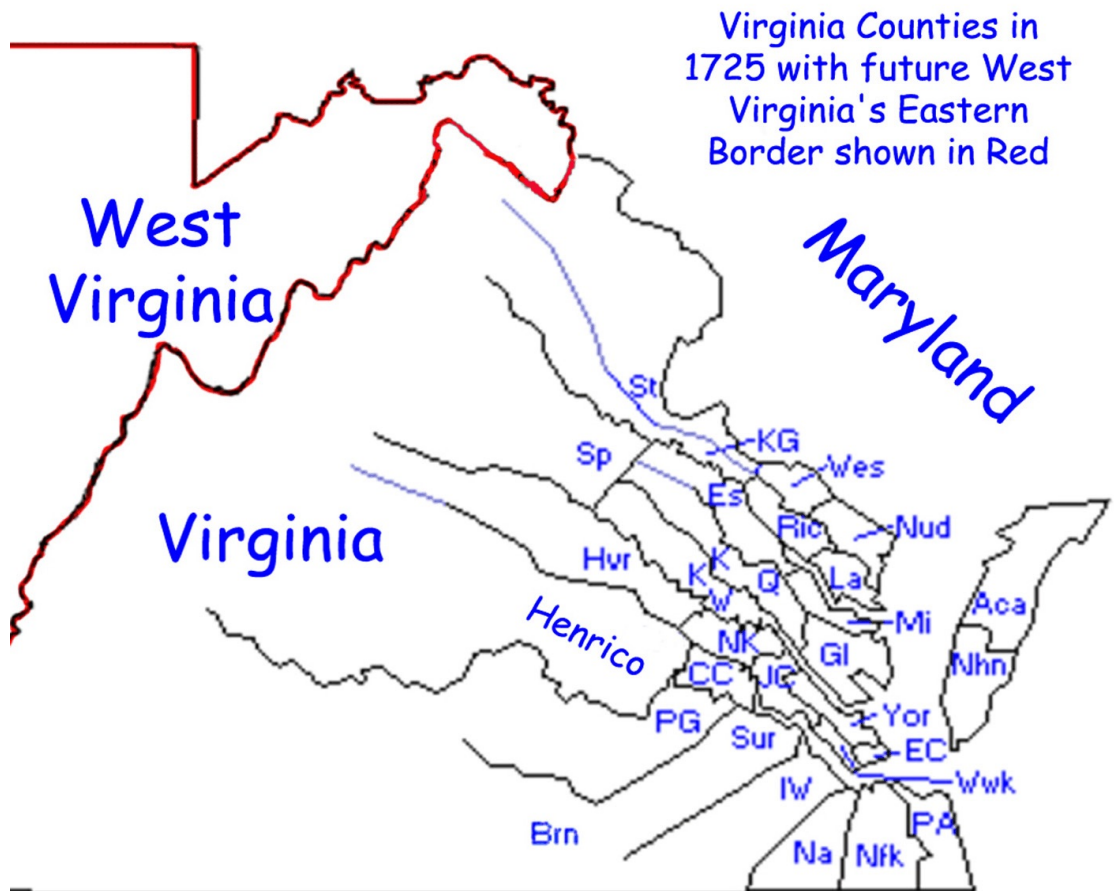 Virginia Counties in
1725 with future West
Virginia's Eastern
Border shown in Red
West
Virginia
Maryland
St
KG
Sp
Wes
Es
Ric
Nud
Virginia
Hvr
K
Q
La
K
W
Aca
Henrico
Mi
NK
Gl
Nhn
CC
JC
PG
Yor
Sur
EC
IW
Wwk
Brn
PA
Na
Nfk